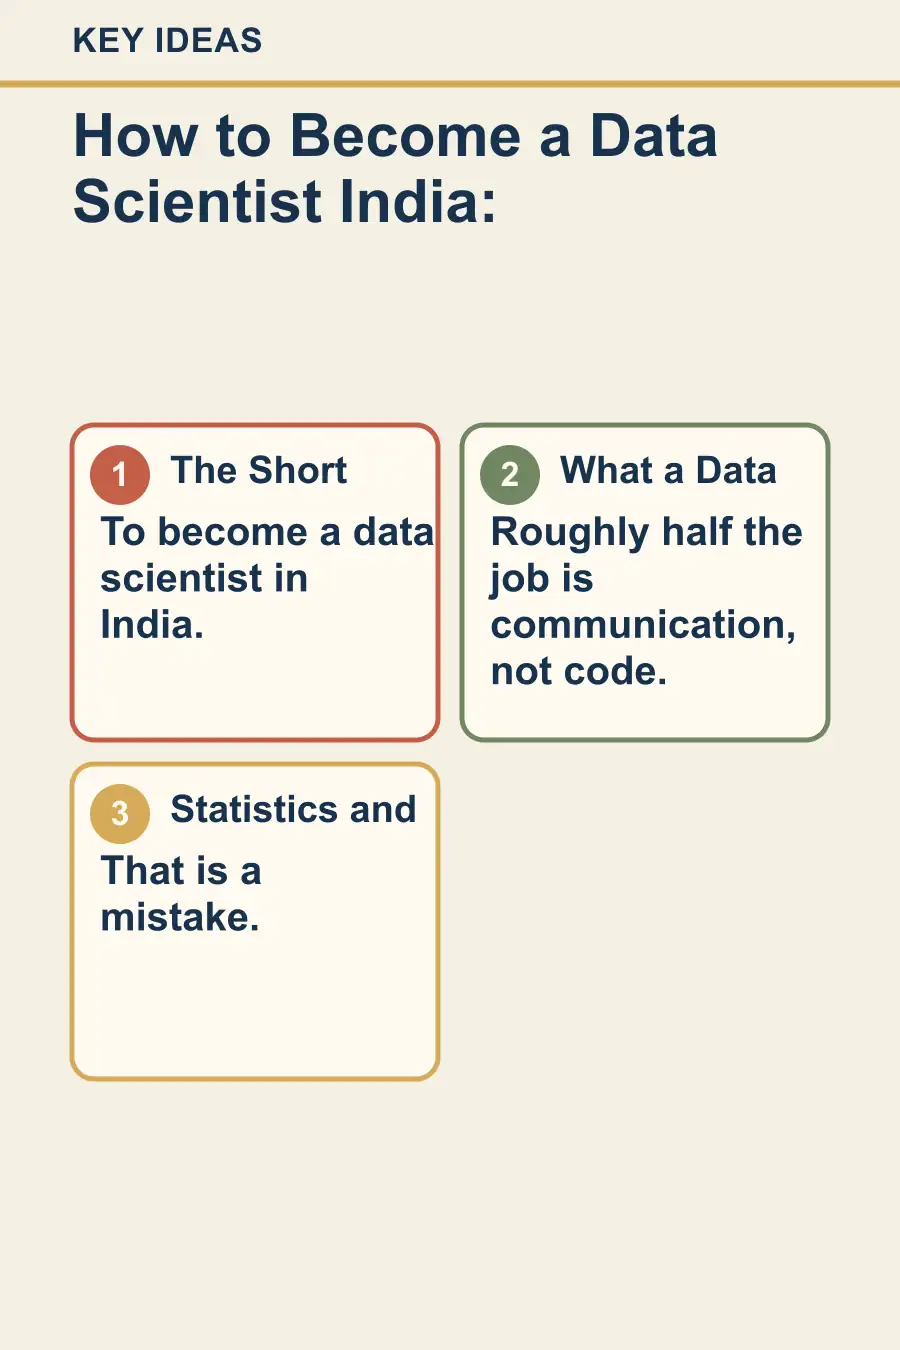 KEY IDEAS
How to Become a Data
Scientist India:
1 The Short
To become a data
scientist in
India.
2 What a Data
Roughly half the
job is
communication,
not code.
3 Statistics and
That is a
mistake.